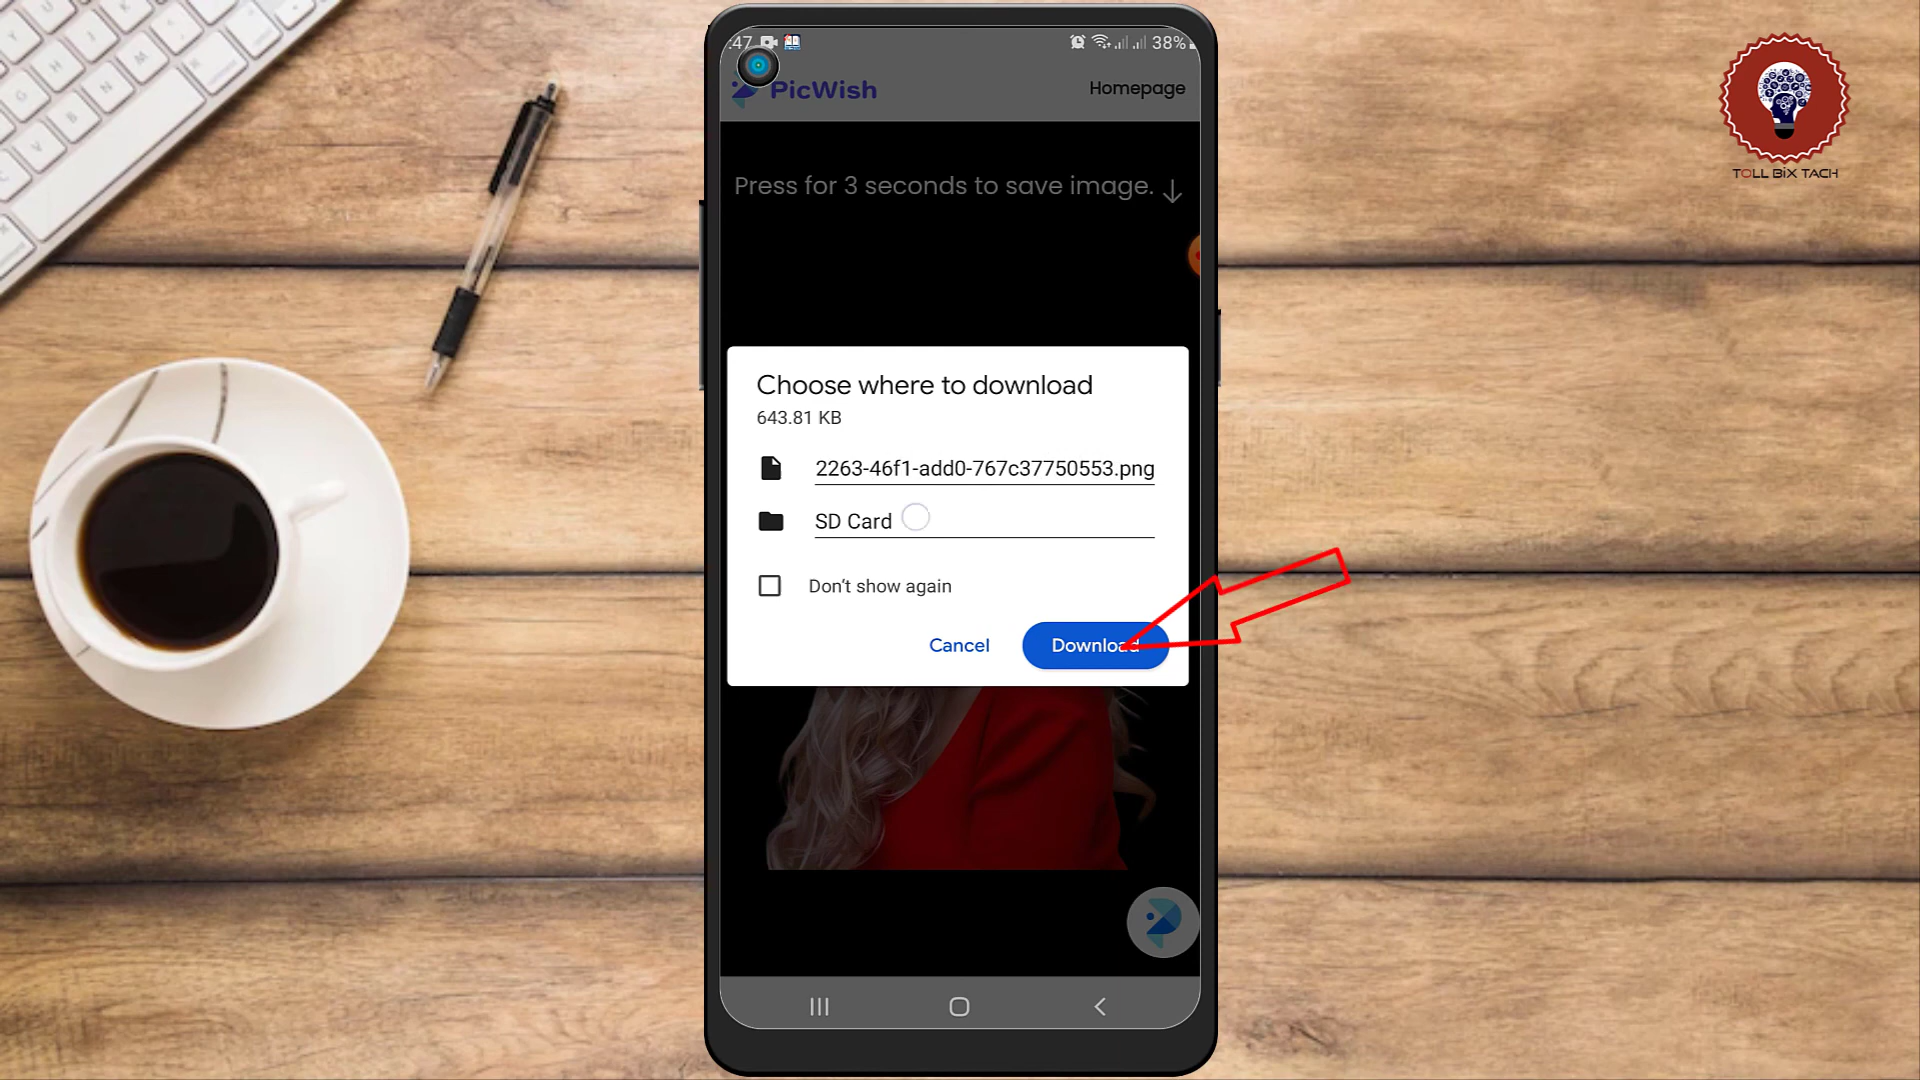 :47
38%
PicWish
Homepage
Press for 3 seconds to save image.
Choose where to download
643.81 KB
2263-46f1-add0-767c37750553.png
SD Card
Don't show again
Cancel
Download
TOLL BiX TACH